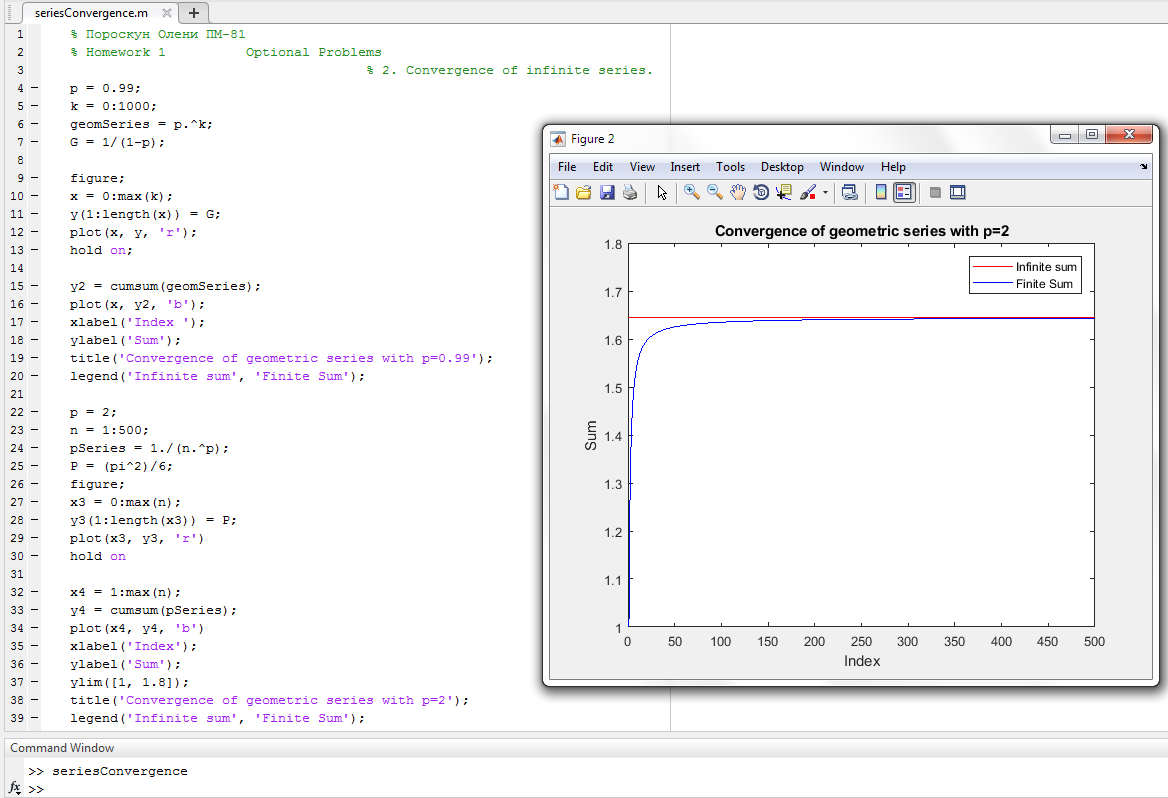 seriesConvergence.m
1 % Пороскун Олени ПМ-81
2 % Homework 1 Optional Problems
3 % 2. Convergence of infinite series.
4 p = 0.99;
5 k = 0:1000;
6 geomSeries = p.^k;
7 G = 1/(1-p);
8
9 figure;
10 x = 0:max(k);
11 y(1:length(x)) = G;
12 plot(x, y, 'r');
13 hold on;
14
15 y2 = cumsum(geomSeries);
16 plot(x, y2, 'b');
17 xlabel('Index ');
18 ylabel('Sum');
19 title('Convergence of geometric series with p=0.99');
20 legend('Infinite sum', 'Finite Sum');
21
22 p = 2;
23 n = 1:500;
24 pSeries = 1./(n.^p);
25 P = (pi^2)/6;
26 figure;
27 x3 = 0:max(n);
28 y3(1:length(x3)) = P;
29 plot(x3, y3, 'r')
30 hold on
31
32 x4 = 1:max(n);
33 y4 = cumsum(pSeries);
34 plot(x4, y4, 'b')
35 xlabel('Index');
36 ylabel('Sum');
37 ylim([1, 1.8]);
38 title('Convergence of geometric series with p=2');
39 legend('Infinite sum', 'Finite Sum');
Figure 2
File Edit View Insert Tools Desktop Window Help
Convergence of geometric series with p=2
Infinite sum
Finite Sum
1.8
1.7
1.6
1.5
1.4
1.3
1.2
1.1
1
Sum
0 50 100 150 200 250 300 350 400 450 500
Index
Command Window
>> seriesConvergence
fx >>